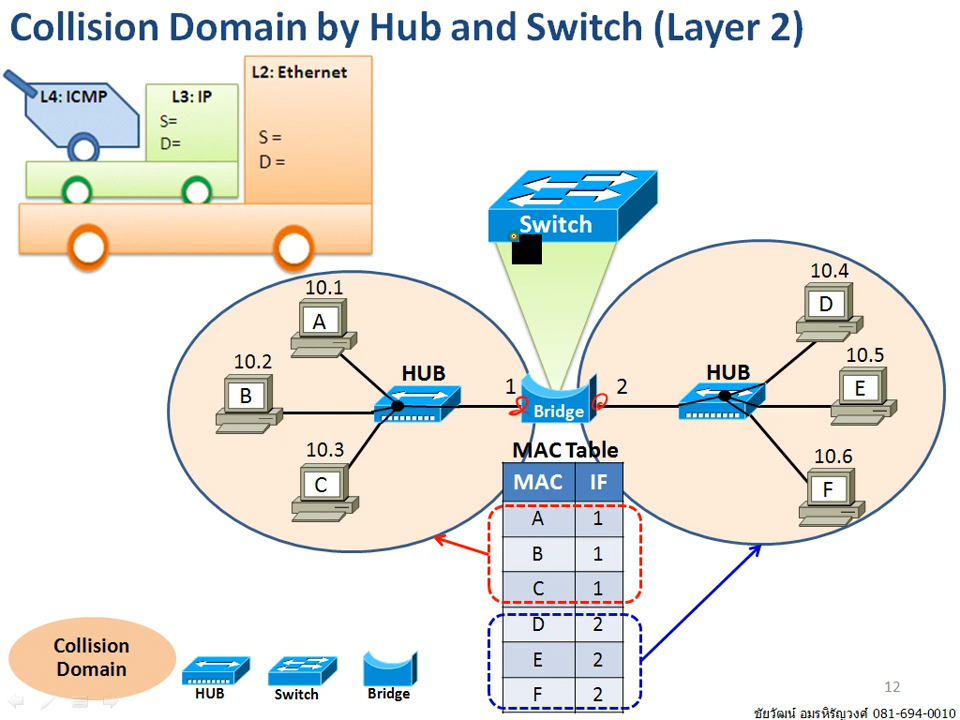 Collision Domain by Hub and Switch (Layer 2)
L2: Ethernet
L4: ICMP
L3: IP
S=
D=
S =
D =
Switch
10.1
A
10.2
B
10.3
C
HUB
1
Bridge
2
HUB
10.4
D
10.5
E
10.6
F
MAC Table
MAC IF
A 1
B 1
C 1
D 2
E 2
F 2
Collision
Domain
HUB
Switch
Bridge
12
ชัยวัฒน์ อมรหิรัญวงศ์ 081-694-0010